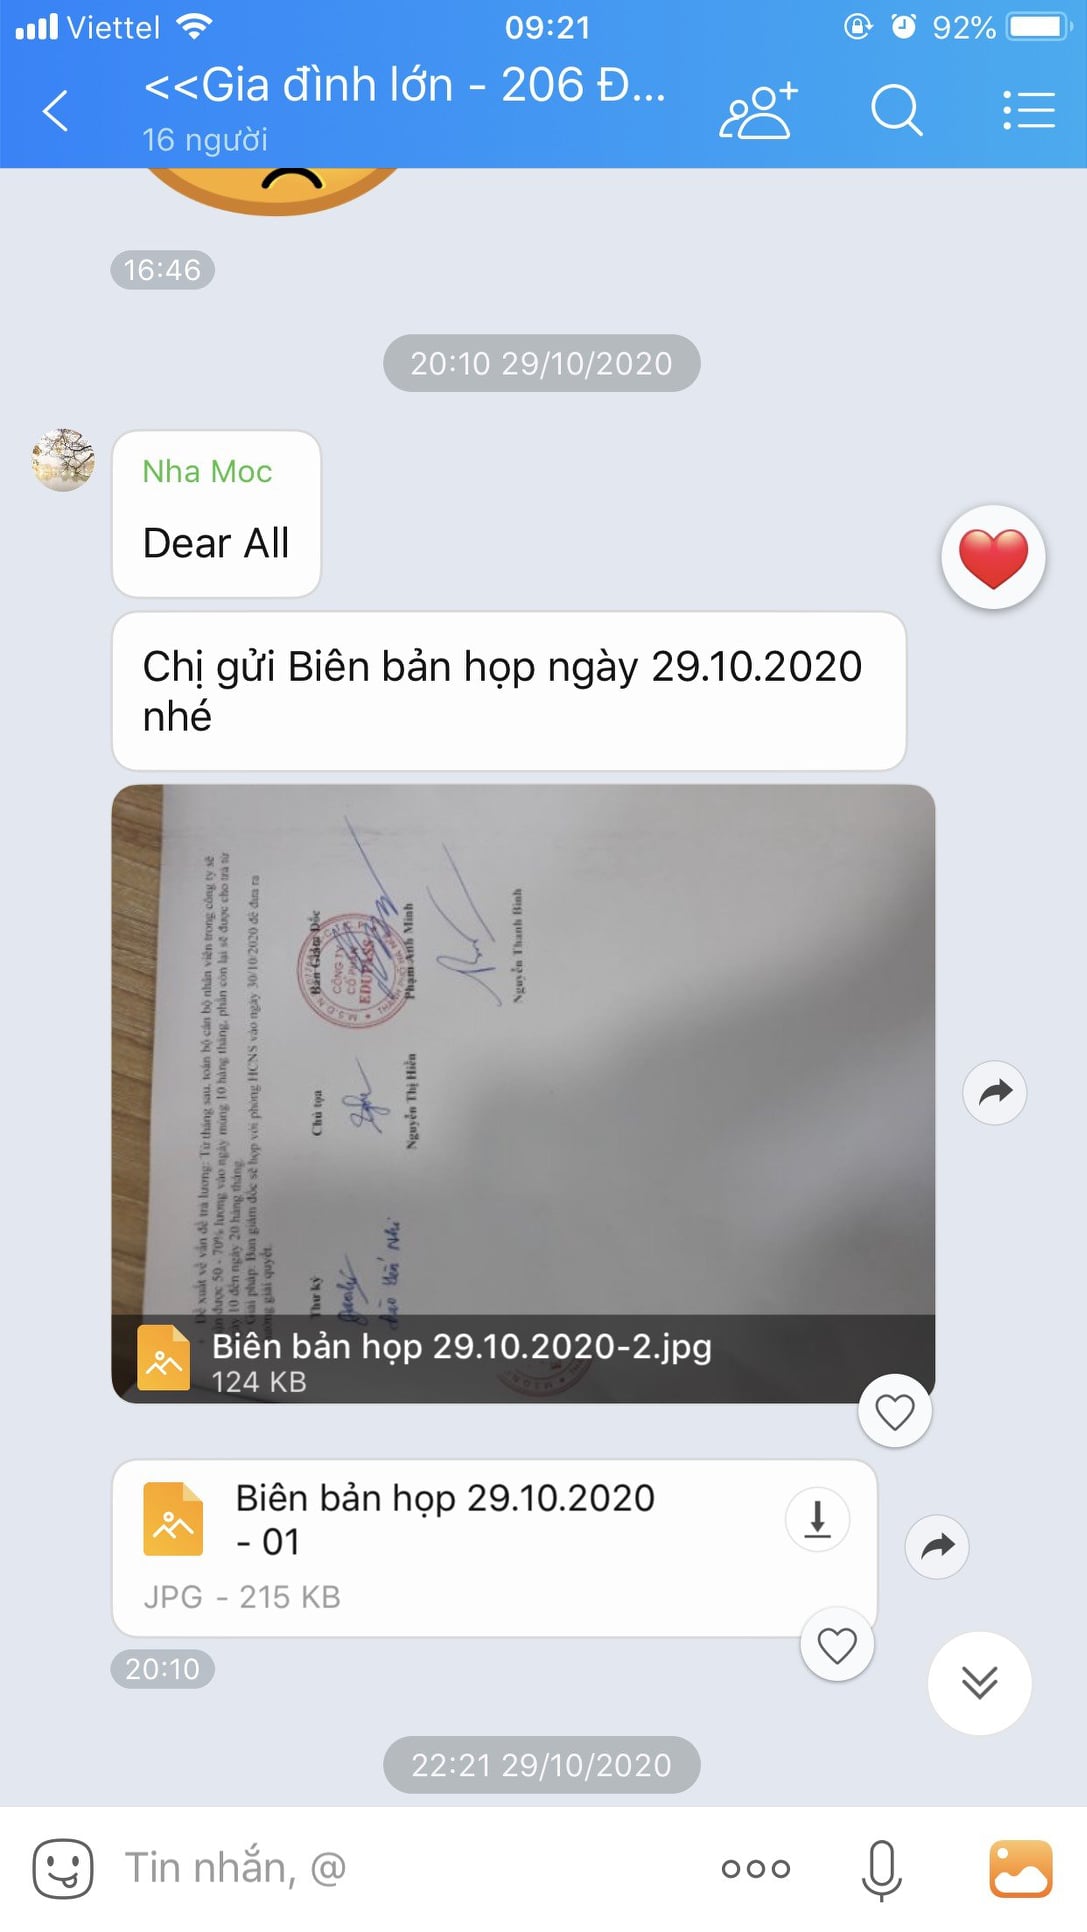 Viettel
09:21
92%
<<Gia đình lớn - 206 Đ...
16 người
16:46
20:10 29/10/2020
Nha Moc
Dear All
Chị gửi Biên bản họp ngày 29.10.2020
nhé
Đề xuất về vấn đề trả lương: Từ tháng sau, toàn bộ cán bộ nhân viên trong công ty sẽ
được 50 - 70% lương vào ngày mùng 10 hàng tháng, phần còn lại sẽ được cho trả từ
10 đến ngày 20 hàng tháng.
Giải pháp: Ban giám đốc sẽ họp với phòng HCNS vào ngày 30/10/2020 để đưa ra
giải quyết.
Thư ký
Chủ tọa
Ban Giám Đốc
CÔNG TY
CỔ PHẦN
EDUPASS
Nguyễn Thị Hiền
Phạm Anh Minh
Nguyễn Thanh Bình
Biên bản họp 29.10.2020-2.jpg
124 KB
Biên bản họp 29.10.2020
- 01
JPG - 215 KB
20:10
22:21 29/10/2020
Tin nhắn, @